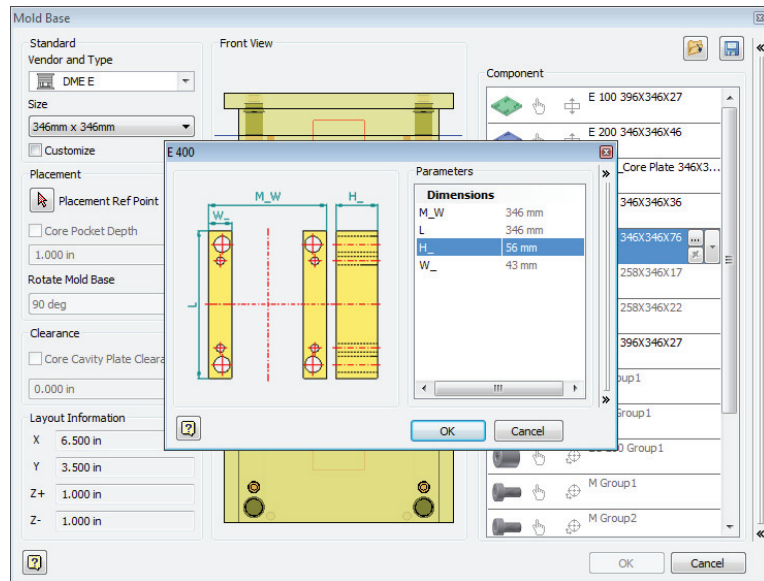 Mold Base
Standard
Vendor and Type
DME E
Size
346mm x 346mm
Customize
Placement
Placement Ref Point
Core Pocket Depth
1.000 in
Rotate Mold Base
90 deg
Clearance
Core Cavity Plate Cleara
0.000 in
Layout Information
X 6.500 in
Y 3.500 in
Z+ 1.000 in
Z- 1.000 in
Front View
Component
E 100 396X346X27
E 200 346X346X46
_Core Plate 346X3...
346X346X36
346X346X76 ...
258X346X17
258X346X22
396X346X27
oup1
Group1
Group1
M Group1
M Group2
E 400
M_W
H_
W_
L
Parameters
Dimensions
M_W 346 mm
L 346 mm
H_ 56 mm
W_ 43 mm
OK
Cancel
OK
Cancel